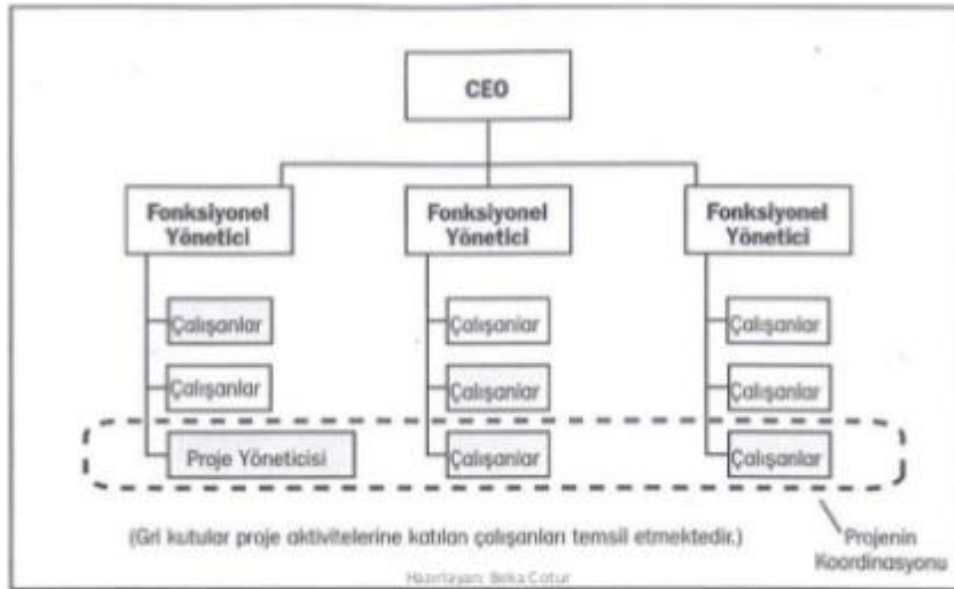 CEO
Fonksiyonel
Yönetici
Fonksiyonel
Yönetici
Fonksiyonel
Yönetici
Çalışanlar
Çalışanlar
Çalışanlar
Çalışanlar
Çalışanlar
Çalışanlar
Proje Yöneticisi
Çalışanlar
Çalışanlar
(Gri kutular proje aktivitelerine katılan çalışanları temsil etmektedir.)
Projenin
Koordinasyonu
Hazırlayan: Beka Cotur